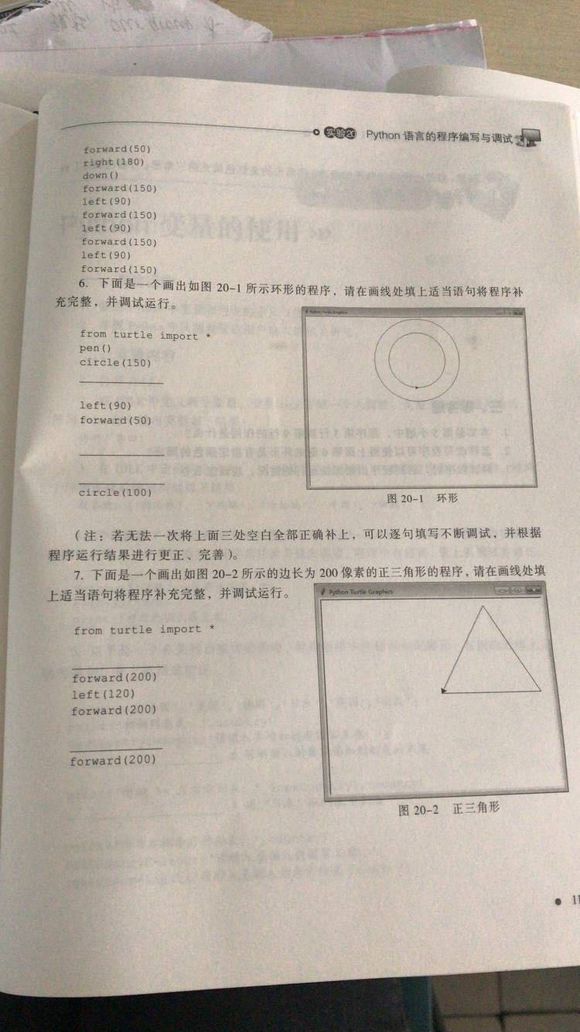 实验20 Python 语言的程序编写与调试
forward(50)
right(180)
down()
forward(150)
left(90)
forward(150)
left(90)
forward(150)
left(90)
forward(150)
6. 下面是一个画出如图 20-1 所示环形的程序，请在画线处填上适当语句将程序补
充完整，并调试运行。
from turtle import *
pen()
circle(150)
left(90)
forward(50)
circle(100)
Python Turtle Graphics
图 20-1 环形
（注：若无法一次将上面三处空白全部正确补上，可以逐句填写不断调试，并根据
程序运行结果进行更正、完善）。
7. 下面是一个画出如图 20-2 所示的边长为 200 像素的正三角形的程序，请在画线处填
上适当语句将程序补充完整，并调试运行。
from turtle import *
forward(200)
left(120)
forward(200)
forward(200)
Python Turtle Graphics
图 20-2 正三角形